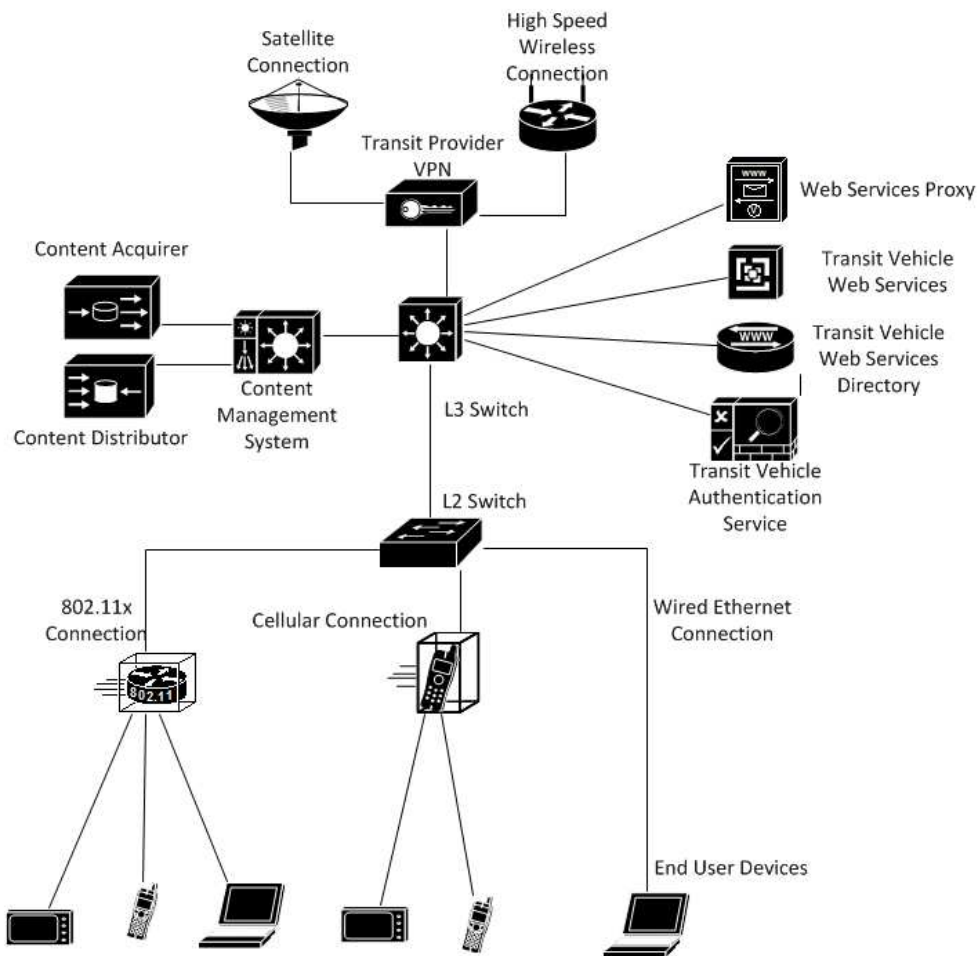 Satellite
Connection
High Speed
Wireless
Connection
Transit Provider
VPN
WWW
V
Web Services Proxy
Content Acquirer
Transit Vehicle
Web Services
WWW
Transit Vehicle
Web Services
Directory
Content
Management
System
L3 Switch
Content Distributor
Transit Vehicle
Authentication
Service
L2 Switch
802.11x
Connection
Cellular Connection
Wired Ethernet
Connection
802.11
End User Devices